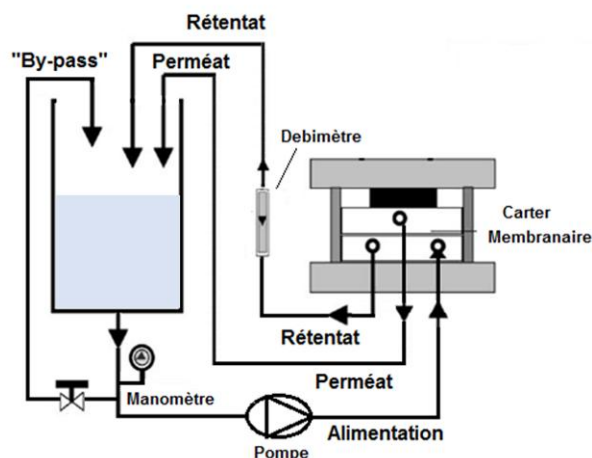 Rétentat
"By-pass"
Perméat
Debimètre
Carter
Membranaire
Rétentat
Perméat
Manomètre
Alimentation
Pompe